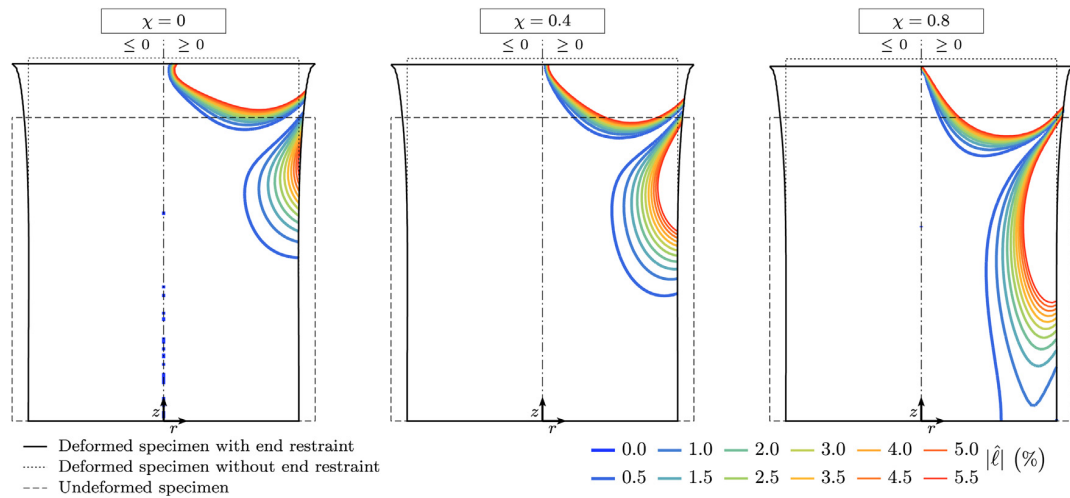 χ = 0
χ = 0.4
χ = 0.8
≤ 0 ≥ 0
≤ 0 ≥ 0
≤ 0 ≥ 0
z
r
z
r
z
r
Deformed specimen with end restraint
Deformed specimen without end restraint
Undeformed specimen
0.0 1.0 2.0 3.0 4.0 5.0
0.5 1.5 2.5 3.5 4.5 5.5
|ℓ̂| (%)